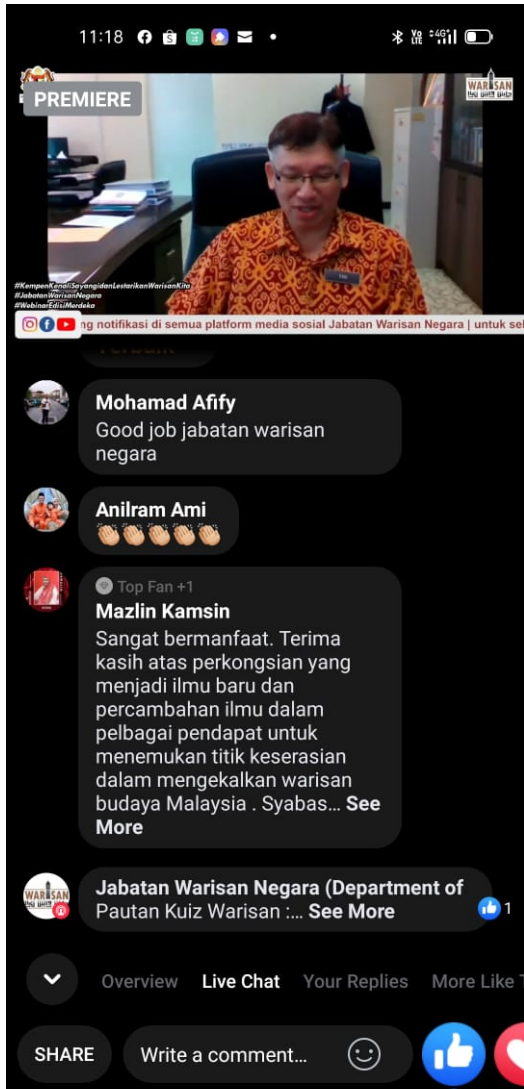 11:18
4G
PREMIERE
WARISAN
#KempenKenaliSayangidanLestarikanWarisanKita
#JabatanWarisanNegara
#WebinarEdisiMerdeka
ng notifikasi di semua platform media sosial Jabatan Warisan Negara | untuk sel
Mohamad Afify
Good job jabatan warisan
negara
Anilram Ami
👏🏻👏🏻👏🏻👏🏻👏🏻
Top Fan +1
Mazlin Kamsin
Sangat bermanfaat. Terima
kasih atas perkongsian yang
menjadi ilmu baru dan
percambahan ilmu dalam
pelbagai pendapat untuk
menemukan titik keserasian
dalam mengekalkan warisan
budaya Malaysia . Syabas... See
More
WARISAN
Jabatan Warisan Negara (Department of
Pautan Kuiz Warisan :... See More
1
Overview Live Chat Your Replies More Like T
SHARE Write a comment...